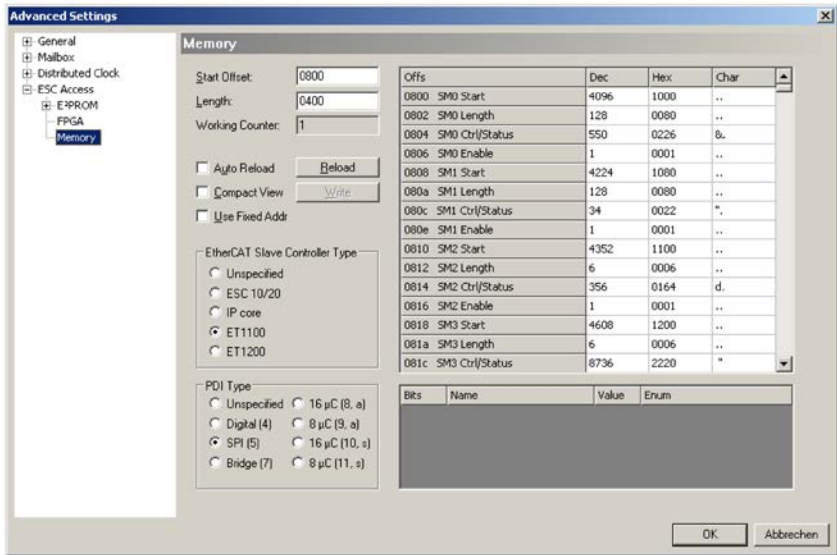 Advanced Settings
General
Mailbox
Distributed Clock
ESC Access
E²PROM
FPGA
Memory
Memory
Start Offset: 0800
Length: 0400
Working Counter: 1
Auto Reload Reload
Compact View Write
Use Fixed Addr
EtherCAT Slave Controller Type
Unspecified
ESC 10/20
IP core
ET1100
ET1200
PDI Type
Unspecified 16 µC (8, a)
Digital (4) 8 µC (9, a)
SPI (5) 16 µC (10, s)
Bridge (7) 8 µC (11, s)
Offs Dec Hex Char
0800 SM0 Start 4096 1000 ..
0802 SM0 Length 128 0080 ..
0804 SM0 Ctrl/Status 550 0226 &.
0806 SM0 Enable 1 0001 ..
0808 SM1 Start 4224 1080 ..
080a SM1 Length 128 0080 ..
080c SM1 Ctrl/Status 34 0022 ".
080e SM1 Enable 1 0001 ..
0810 SM2 Start 4352 1100 ..
0812 SM2 Length 6 0006 ..
0814 SM2 Ctrl/Status 356 0164 d.
0816 SM2 Enable 1 0001 ..
0818 SM3 Start 4608 1200 ..
081a SM3 Length 6 0006 ..
081c SM3 Ctrl/Status 8736 2220 "
Bits Name Value Enum
OK Abbrechen